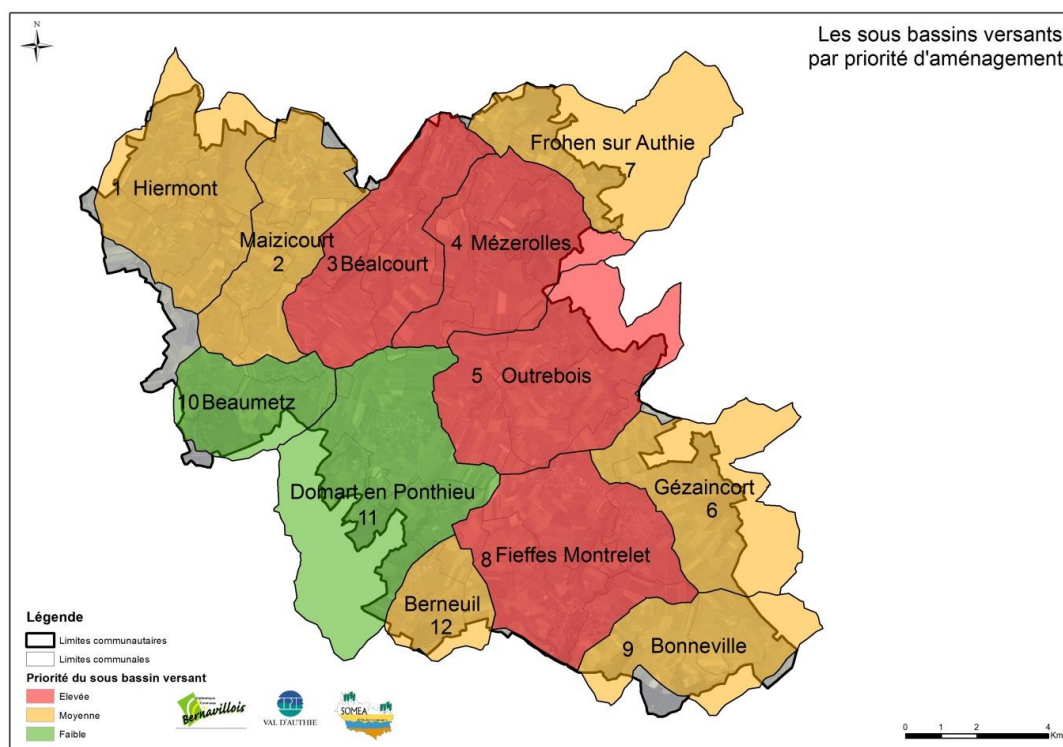 N
Les sous bassins versants
par priorité d'aménagement
Frohen sur Authie
7
1 Hiermont
Maizicourt
2
3 Béalcourt
4 Mézerolles
5 Outrebois
10 Beaumetz
Domart en Ponthieu
11
Gézaincort
6
8 Fieffes Montrelet
Berneuil
12
9 Bonneville
Légende
Limites communautaires
Limites communales
Priorité du sous bassin versant
Elevée
Moyenne
Faible
Bernavillois
CPIE
VAL D'AUTHIE
SOMEA
0 1 2 4
Km